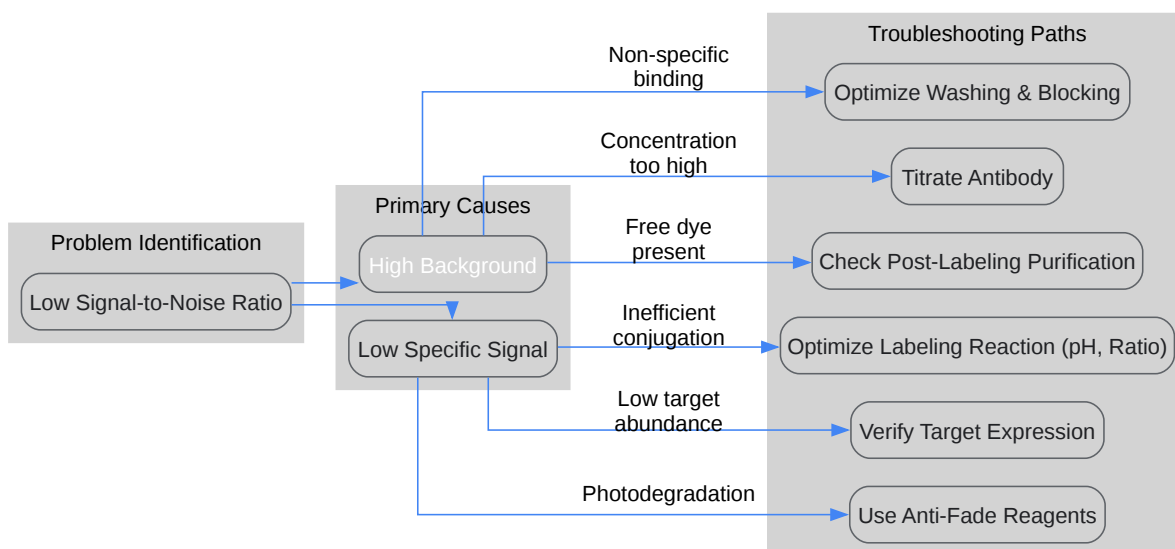 Problem Identification
Low Signal-to-Noise Ratio
Primary Causes
High Background
Low Specific Signal
Non-specific
binding
Concentration
too high
Free dye
present
Inefficient
conjugation
Low target
abundance
Photodegradation
Troubleshooting Paths
Optimize Washing & Blocking
Titrate Antibody
Check Post-Labeling Purification
Optimize Labeling Reaction (pH, Ratio)
Verify Target Expression
Use Anti-Fade Reagents